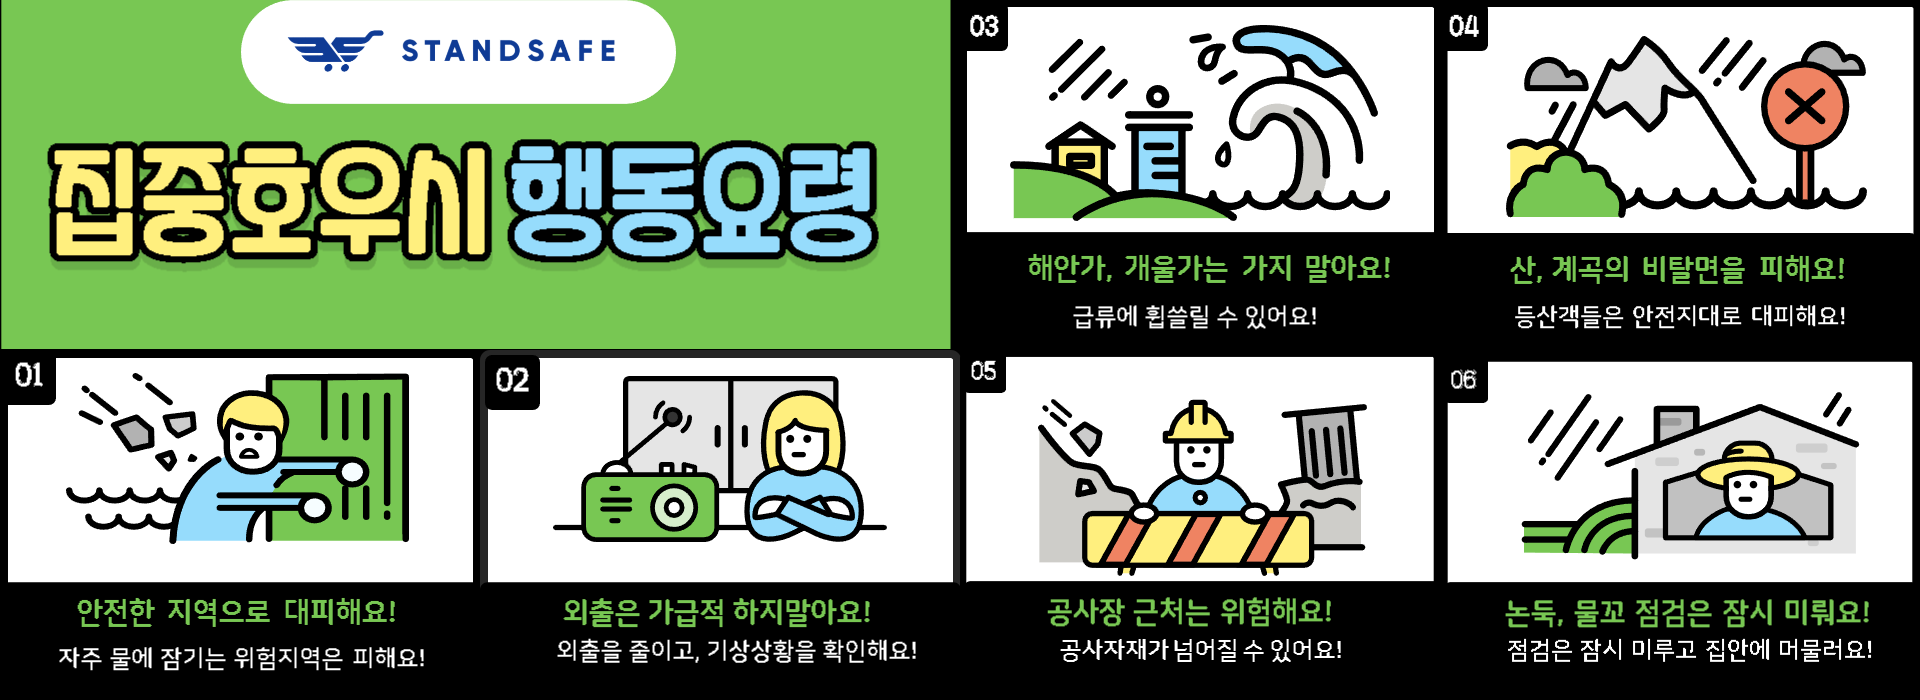 STANDSAFE
집중호우시 행동요령
01
안전한 지역으로 대피해요!
자주 물에 잠기는 위험지역은 피해요!
02
외출은 가급적 하지말아요!
외출을 줄이고, 기상상황을 확인해요!
03
해안가, 개울가는 가지 말아요!
급류에 휩쓸릴 수 있어요!
04
산, 계곡의 비탈면을 피해요!
등산객들은 안전지대로 대피해요!
05
공사장 근처는 위험해요!
공사자재가 넘어질 수 있어요!
06
논둑, 물꼬 점검은 잠시 미뤄요!
점검은 잠시 미루고 집안에 머물러요!